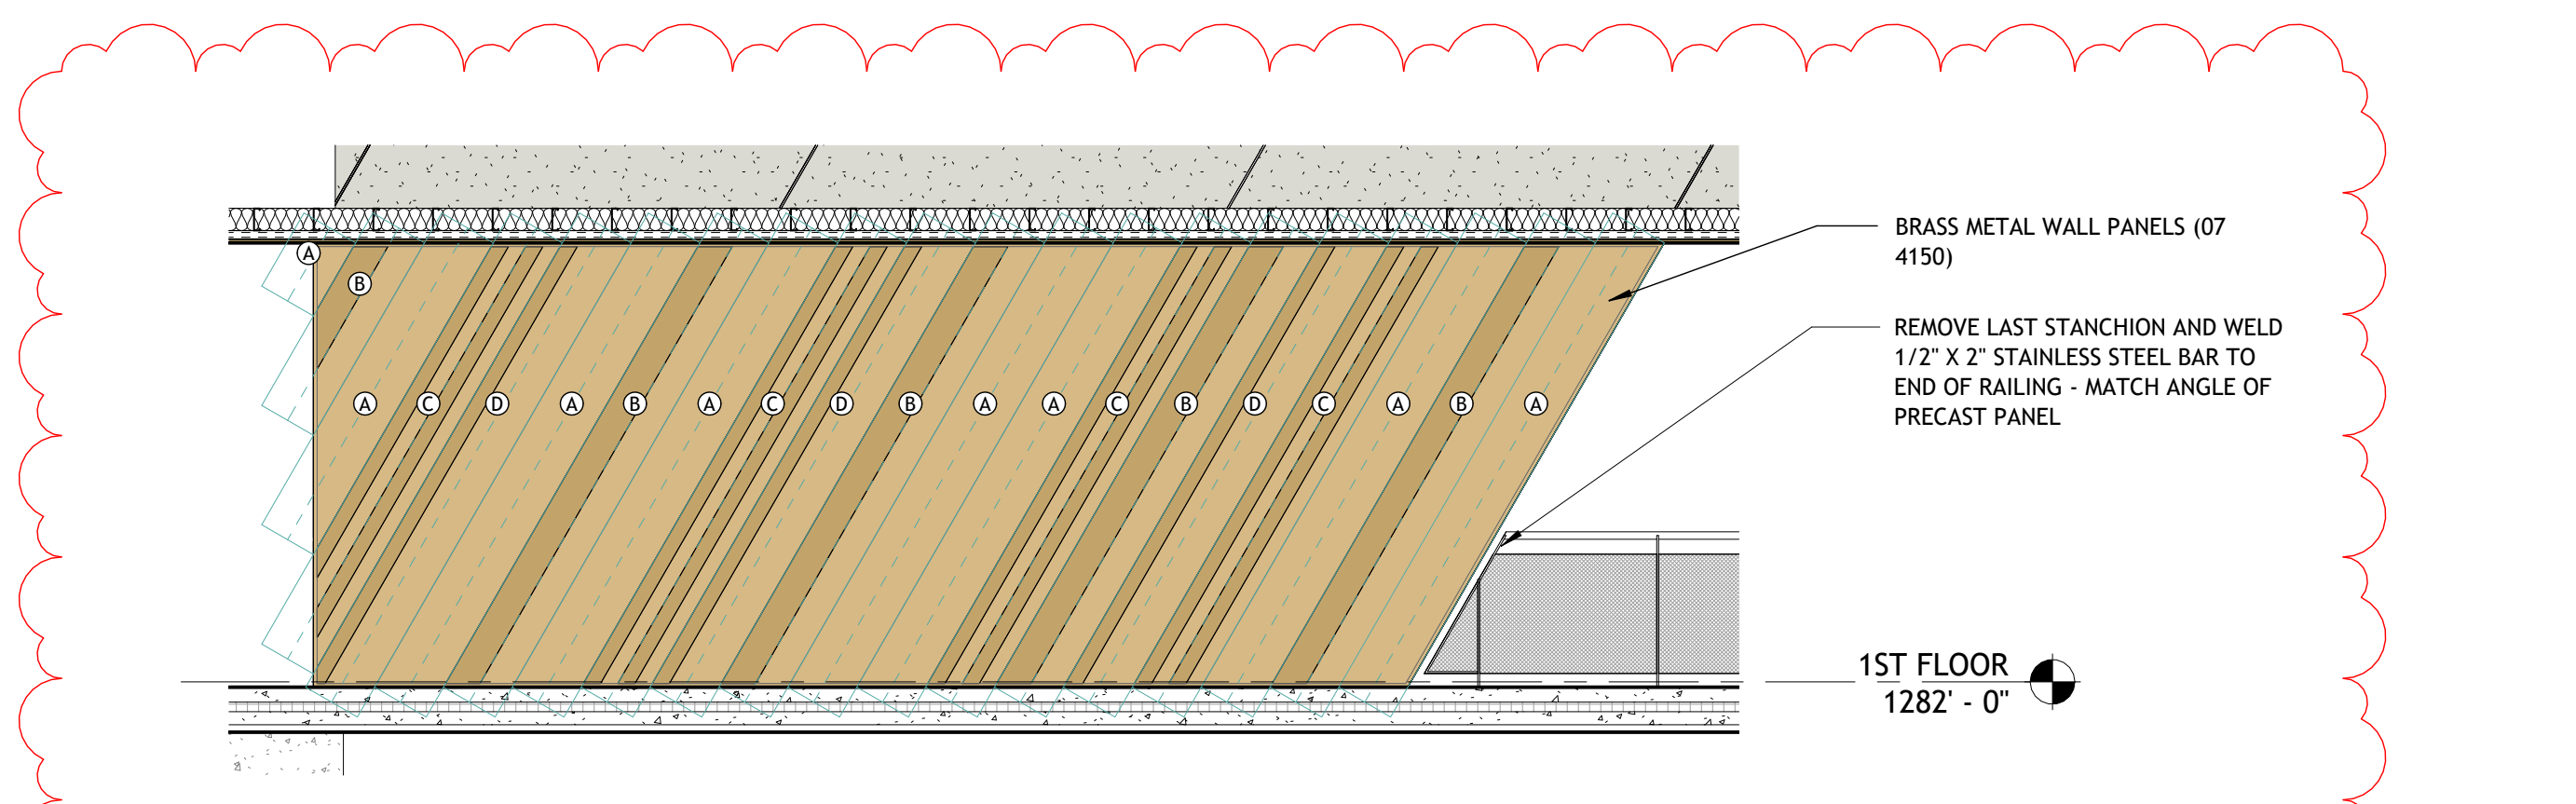 BRASS METAL WALL PANELS (07
4150)
A
B
REMOVE LAST STANCHION AND WELD
1/2" X 2" STAINLESS STEEL BAR TO
END OF RAILING - MATCH ANGLE OF
PRECAST PANEL
A C D A B A C D B A A C B D C A B A
1ST FLOOR
1282' - 0"